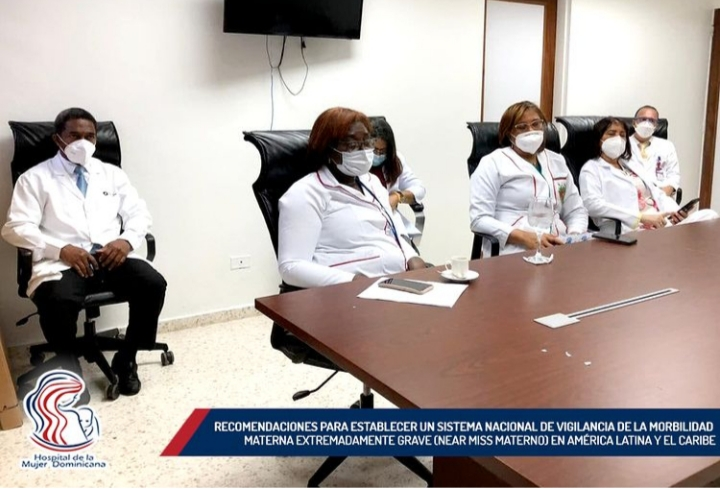 RECOMENDACIONES PARA ESTABLECER UN SISTEMA NACIONAL DE VIGILANCIA DE LA MORBILIDAD
MATERNA EXTREMADAMENTE GRAVE (NEAR MISS MATERNO) EN AMÉRICA LATINA Y EL CARIBE
Hospital de la
Mujer Dominicana